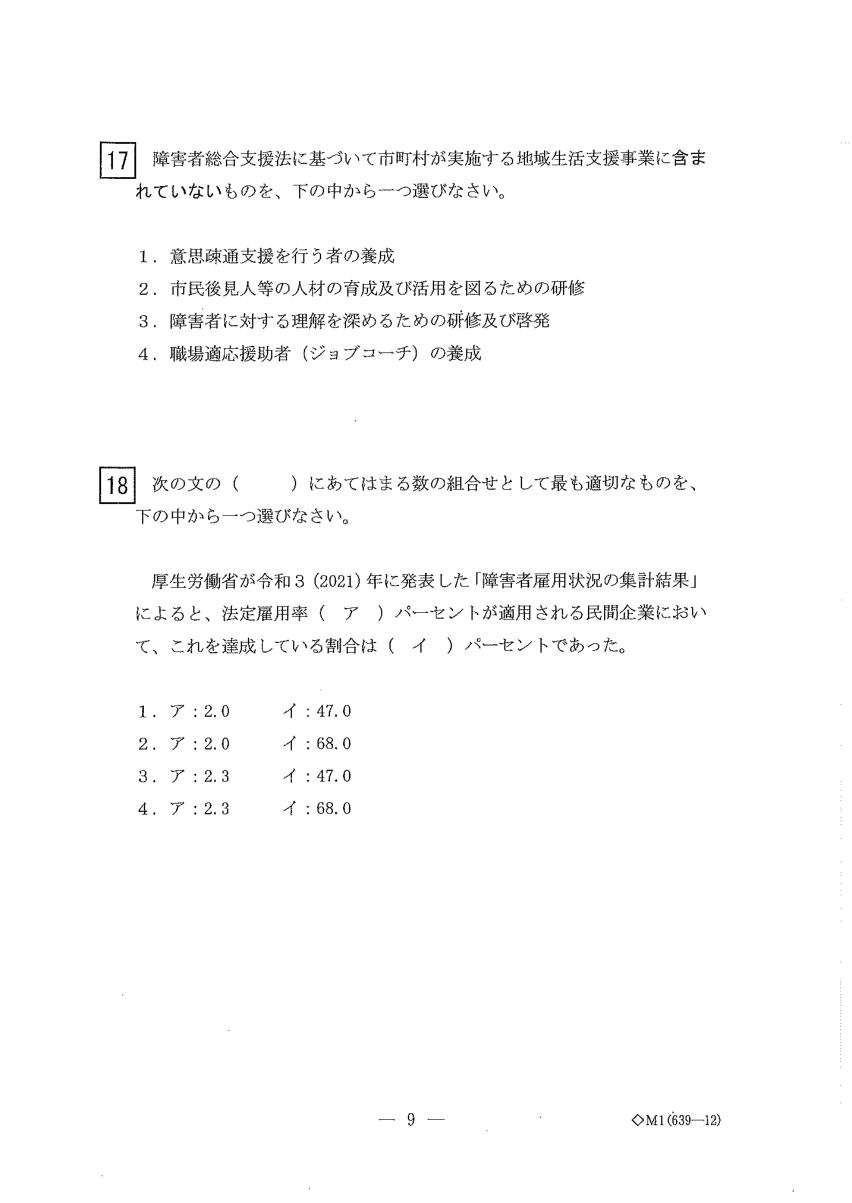 17 障害者総合支援法に基づいて市町村が実施する地域生活支援事業に含ま
れていないものを、下の中から一つ選びなさい。
1．意思疎通支援を行う者の養成
2．市民後見人等の人材の育成及び活用を図るための研修
3．障害者に対する理解を深めるための研修及び啓発
4．職場適応援助者（ジョブコーチ）の養成
18 次の文の（　　　）にあてはまる数の組合せとして最も適切なものを、
下の中から一つ選びなさい。
厚生労働省が令和3（2021）年に発表した「障害者雇用状況の集計結果」
によると、法定雇用率（　ア　）パーセントが適用される民間企業におい
て、これを達成している割合は（　イ　）パーセントであった。
1．ア：2.0　　イ：47.0
2．ア：2.0　　イ：68.0
3．ア：2.3　　イ：47.0
4．ア：2.3　　イ：68.0
― 9 ―　　◇M1(639―12)